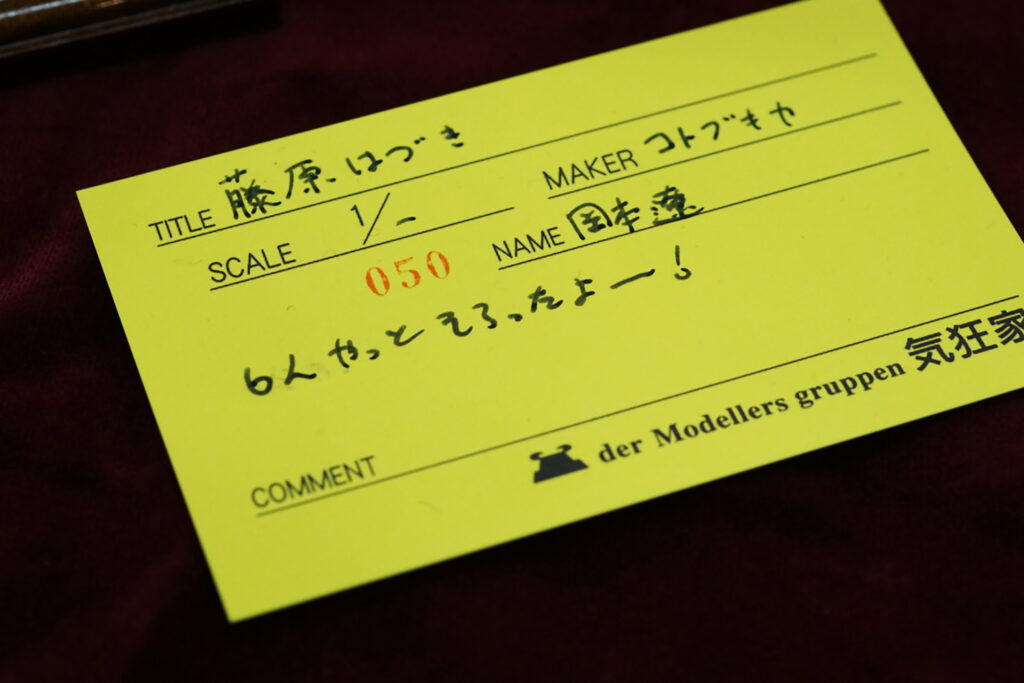 TITLE 藤原はづき
SCALE 1/-
MAKER コトブキヤ
050
NAME 岡本遼
6人やっとそろったよー!
COMMENT
der Modellers gruppen 気狂家